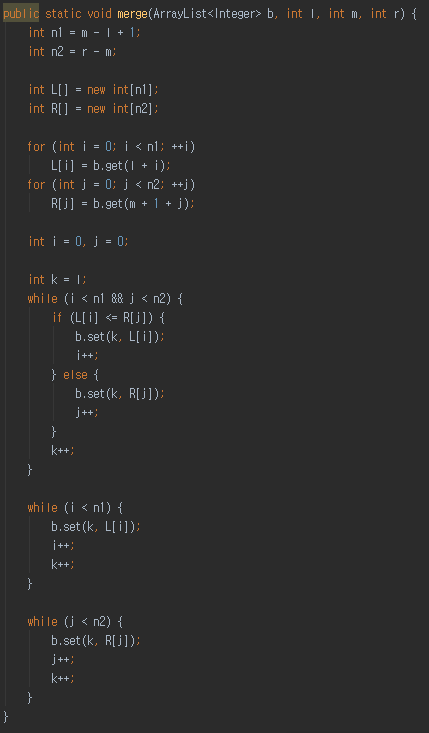 public static void merge(ArrayList<Integer> b, int l, int m, int r) {
int n1 = m - l + 1;
int n2 = r - m;
int L[] = new int[n1];
int R[] = new int[n2];
for (int i = 0; i < n1; ++i)
L[i] = b.get(l + i);
for (int j = 0; j < n2; ++j)
R[j] = b.get(m + 1 + j);
int i = 0, j = 0;
int k = l;
while (i < n1 && j < n2) {
if (L[i] <= R[j]) {
b.set(k, L[i]);
i++;
} else {
b.set(k, R[j]);
j++;
}
k++;
}
while (i < n1) {
b.set(k, L[i]);
i++;
k++;
}
while (j < n2) {
b.set(k, R[j]);
j++;
k++;
}
}